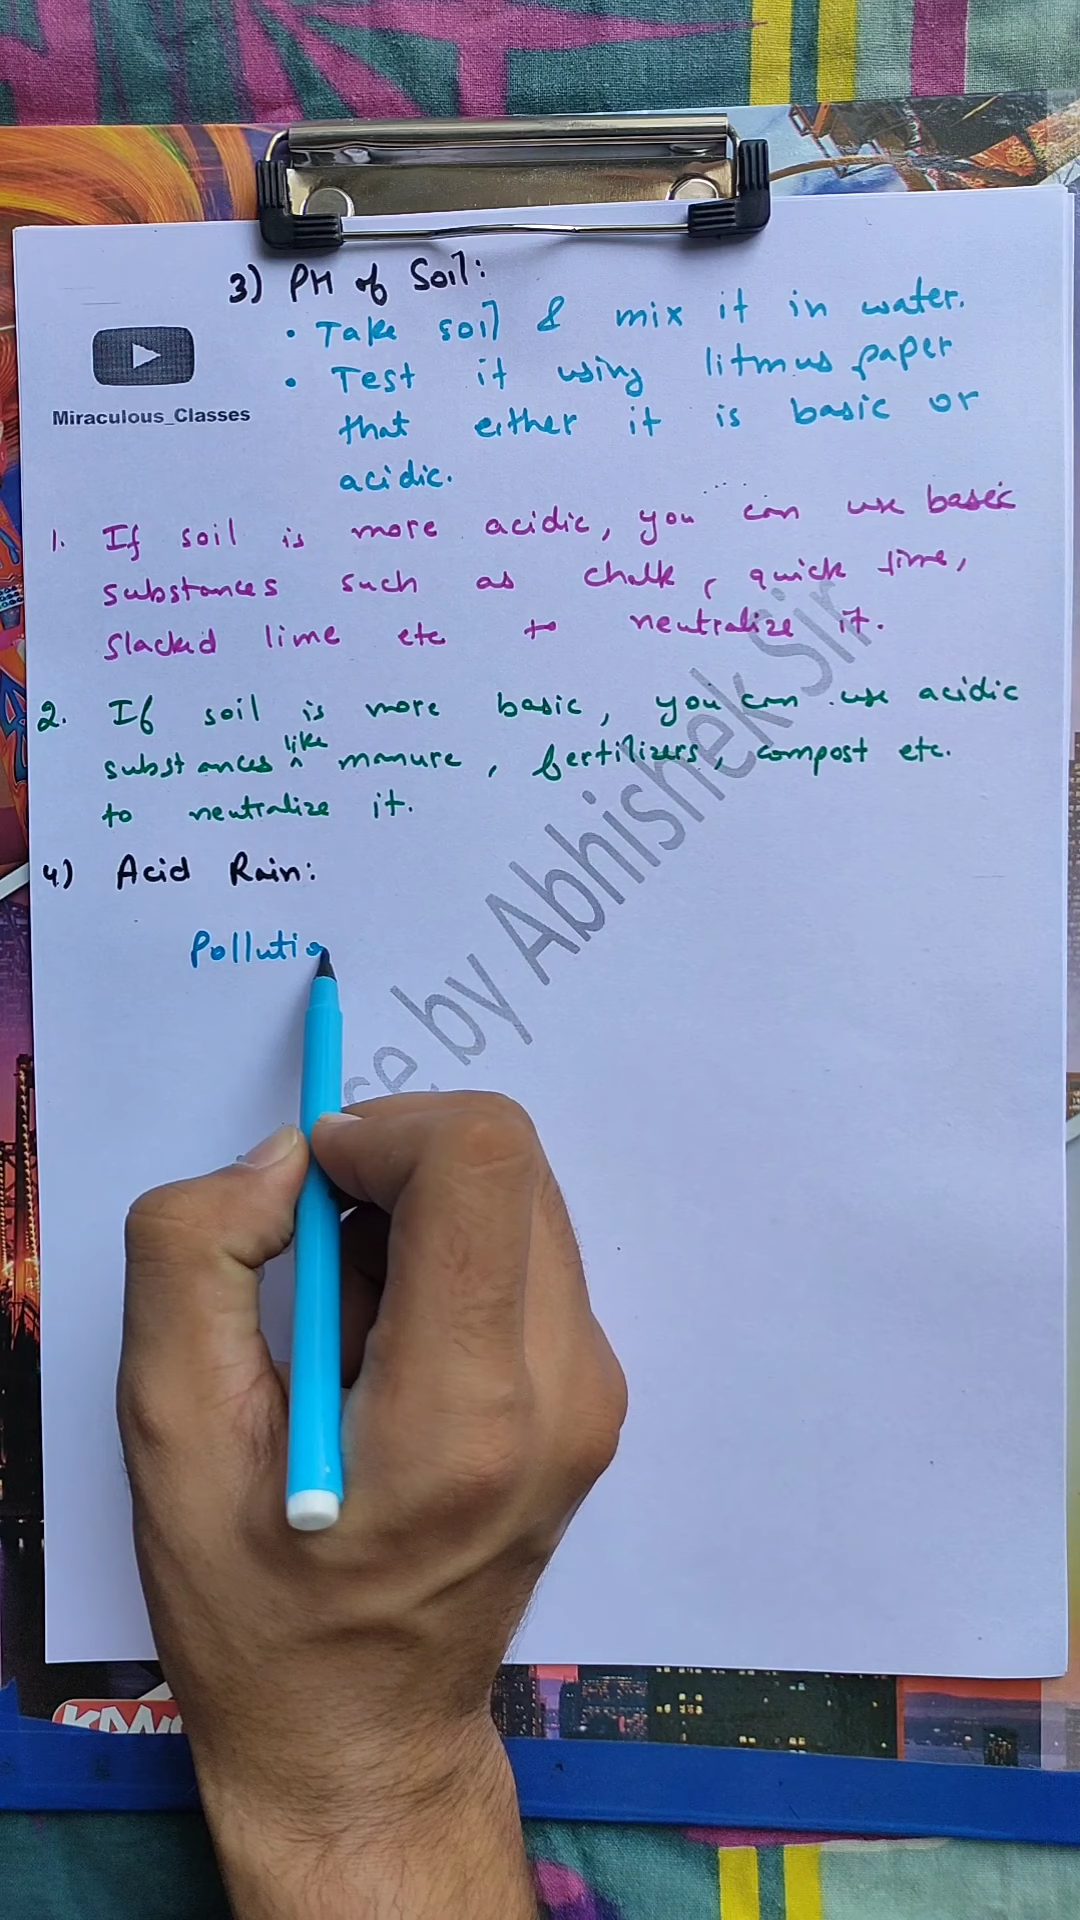 3) PH of Soil:
• Take soil & mix it in water.
• Test it using litmus paper
that either it is basic or
acidic.
Miraculous_Classes
1. If soil is more acidic, you can use basic
substances such as chalk, quick lime,
slacked lime etc to neutralize it.
2. If soil is more basic, you can use acidic
substances like manure, fertilizers, compost etc.
to neutralize it.
4) Acid Rain:
Pollutio
ce by Abhishek Sir